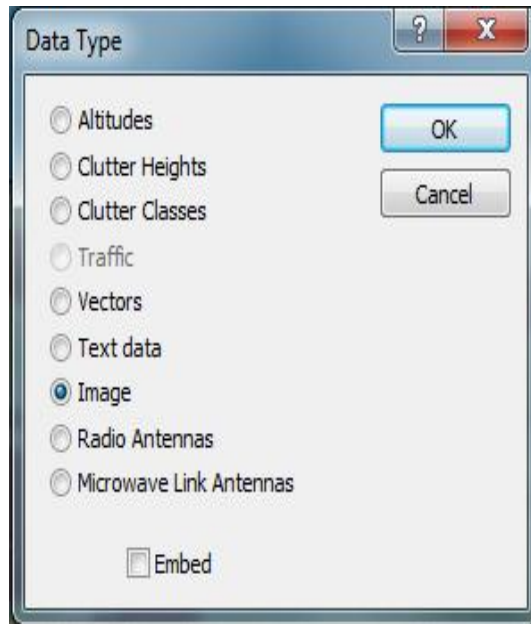 Data Type
? X
Altitudes
OK
Clutter Heights
Clutter Classes
Cancel
Traffic
Vectors
Text data
Image
Radio Antennas
Microwave Link Antennas
Embed